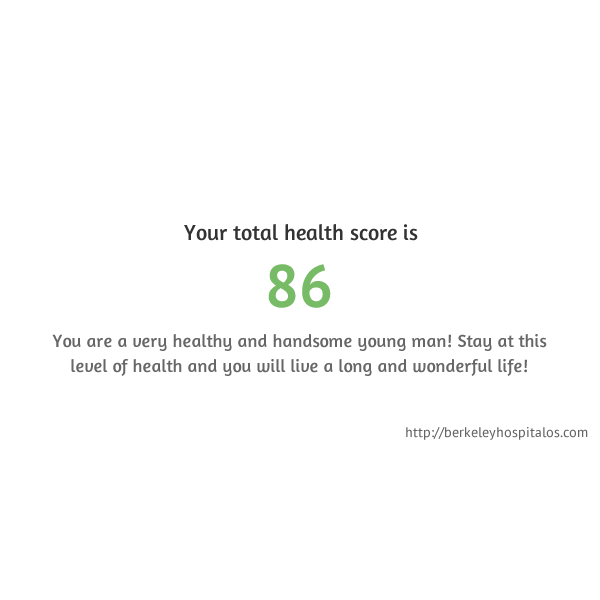 Your total health score is
86
You are a very healthy and handsome young man! Stay at this
level of health and you will live a long and wonderful life!
http://berkeleyhospitalos.com